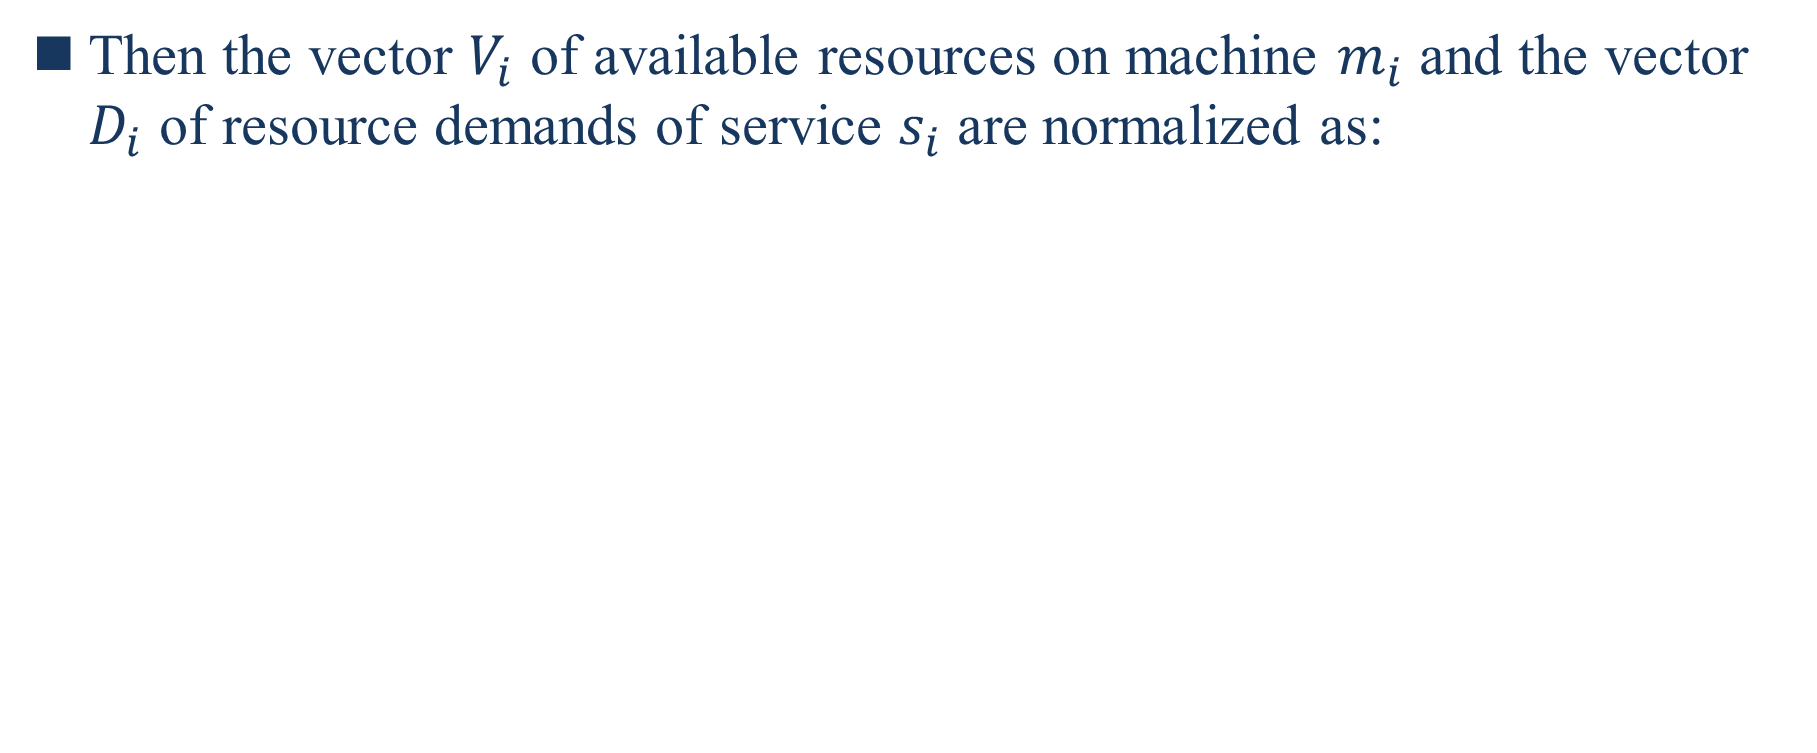 ■ Then the vector 𝑉ᵢ of available resources on machine 𝑚ᵢ and the vector
𝐷ᵢ of resource demands of service 𝑠ᵢ are normalized as: